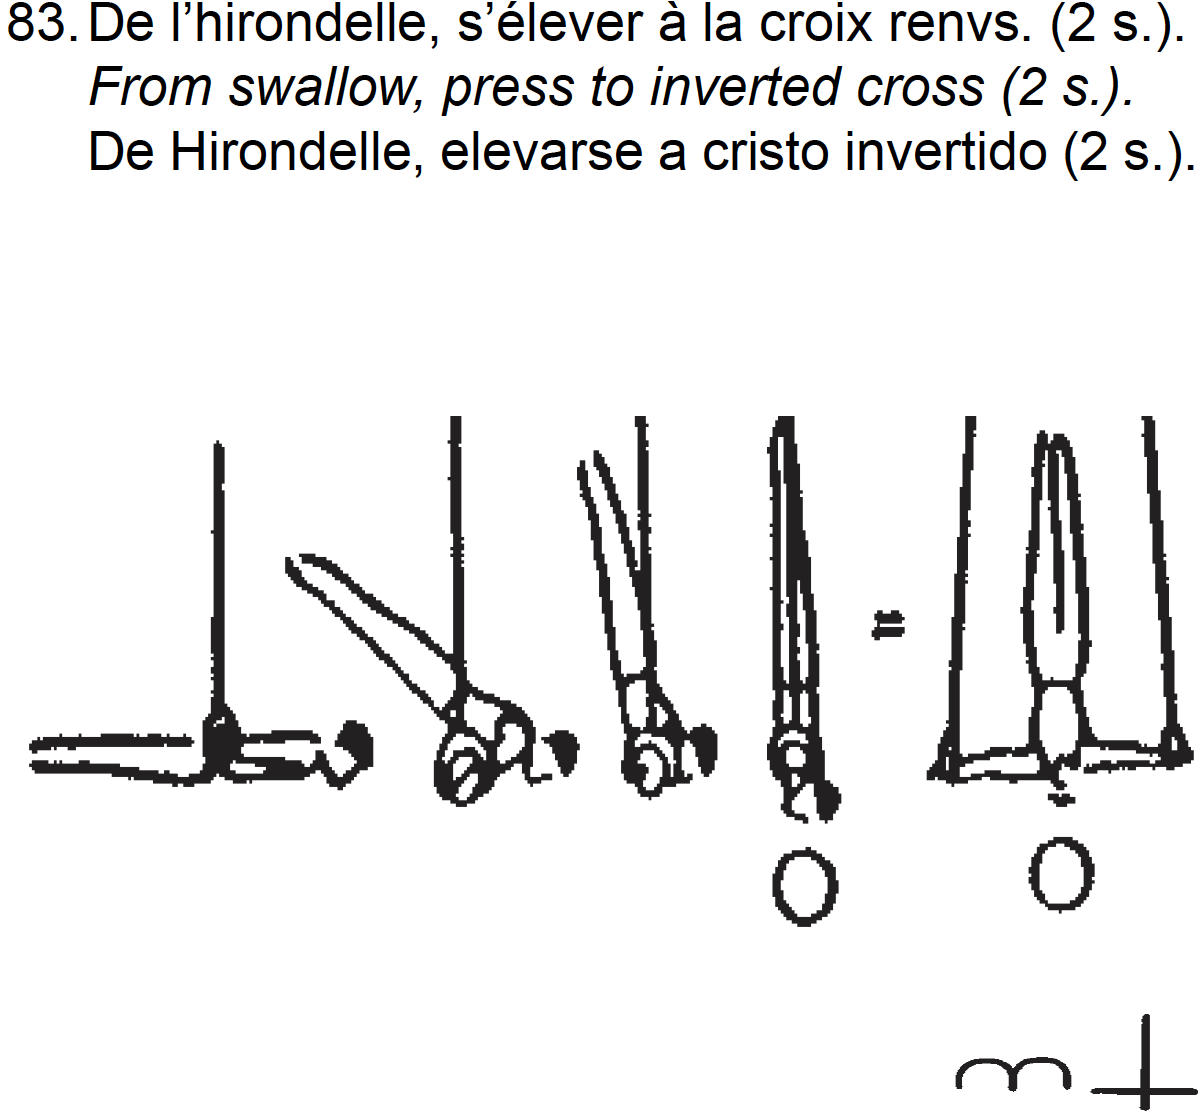 83. De l’hirondelle, s’élever à la croix renvs. (2 s.).
From swallow, press to inverted cross (2 s.).
De Hirondelle, elevarse a cristo invertido (2 s.).
=